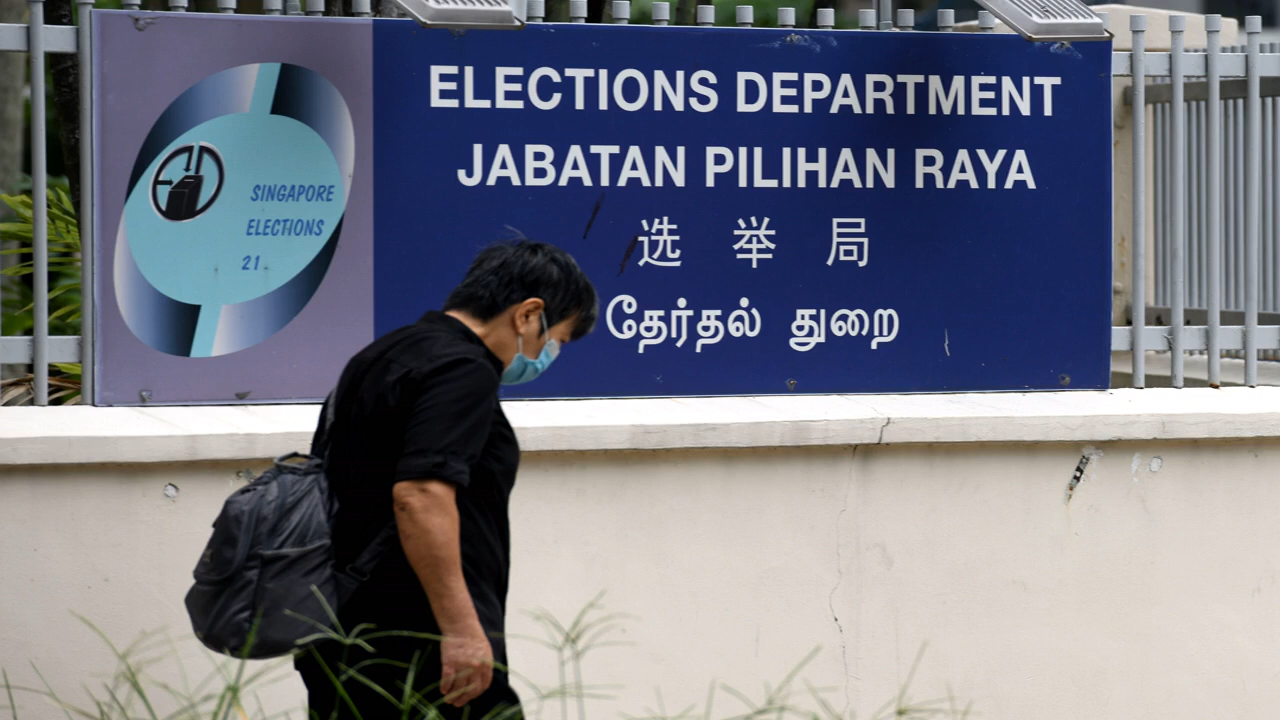 ELECTIONS DEPARTMENT
JABATAN PILIHAN RAYA
选举局
தேர்தல் துறை
SINGAPORE
ELECTIONS
21